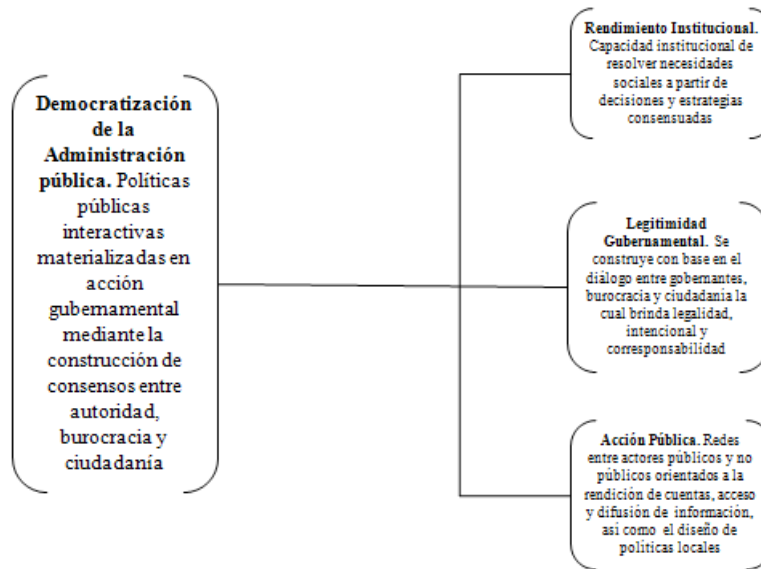 Democratización
de la
Administración
pública. Políticas
públicas
interactivas
materializadas en
acción
gubernamental
mediante la
construcción de
consensos entre
autoridad,
burocracia y
ciudadanía
Rendimiento Institucional.
Capacidad institucional de
resolver necesidades
sociales a partir de
decisiones y estrategias
consensuadas
Legitimidad
Gubernamental. Se
construye con base en el
diálogo entre gobernantes,
burocracia y ciudadanía la
cual brinda legalidad,
intencional y
corresponsabilidad
Acción Pública. Redes
entre actores públicos y no
públicos orientados a la
rendición de cuentas, acceso
y difusión de información,
así como el diseño de
políticas locales